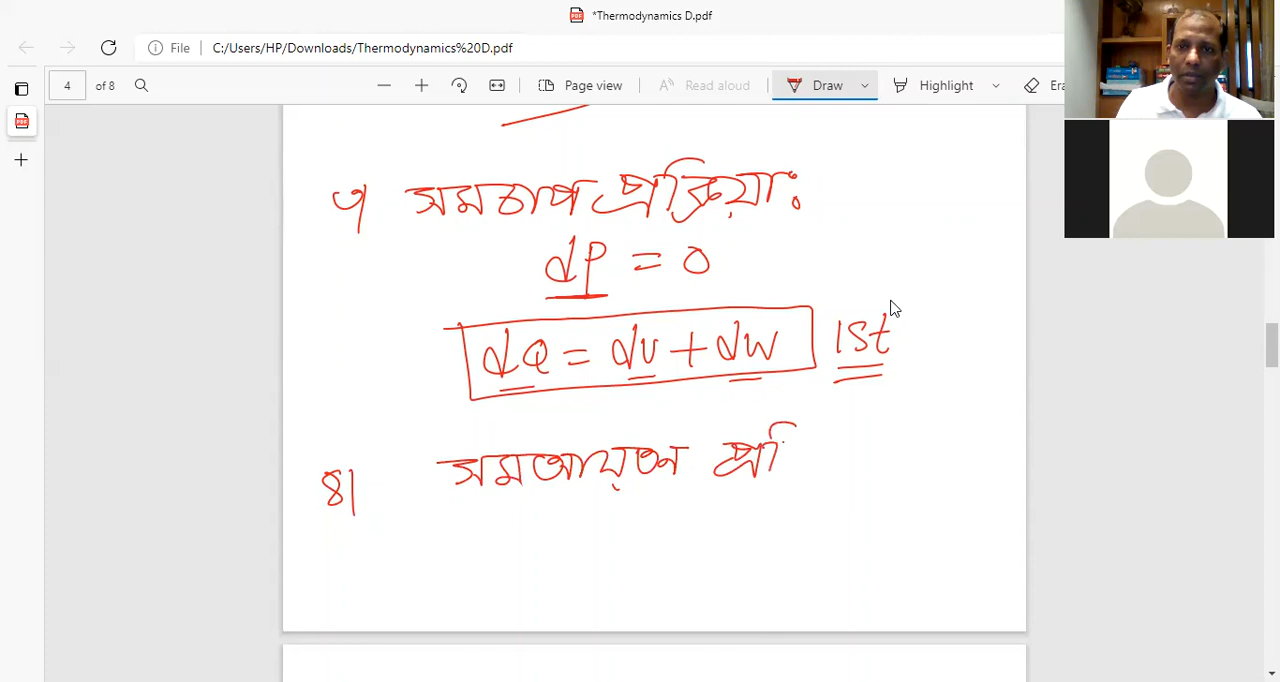 *Thermodynamics D.pdf
File C:/Users/HP/Downloads/Thermodynamics%20D.pdf
4 of 8 Page view Read aloud Draw Highlight Era
৩। সমচাপ প্রক্রিয়া:
dP = 0
dQ = du + dw 1st
৪। সমআয়তন প্রি